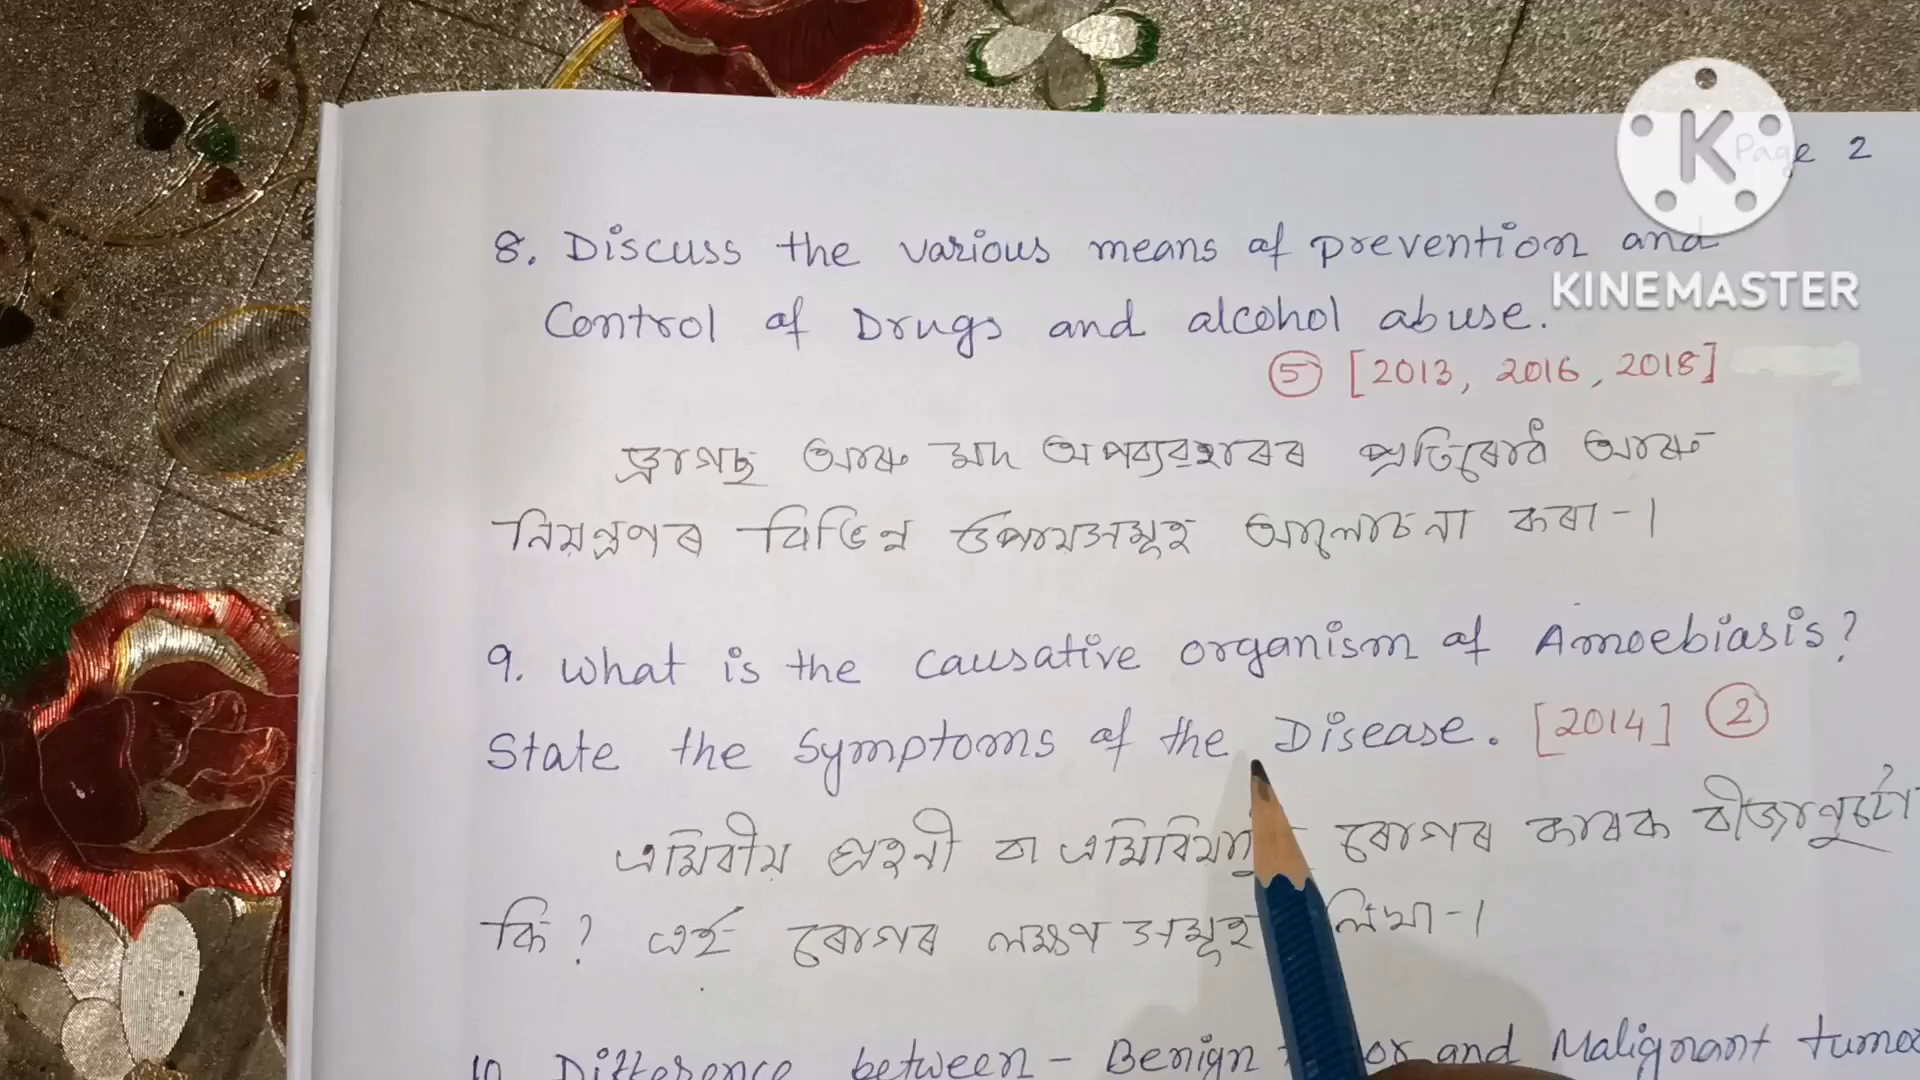 Page 2
KINEMASTER
8. Discuss the various means of prevention and
Control of Drugs and alcohol abuse.
⑤ [2013, 2016, 2018]
ড্ৰাগছ আৰু মদ অপব্যৱহাৰৰ প্ৰতিৰোধ আৰু
নিয়ন্ত্ৰণৰ বিভিন্ন উপায়সমূহ আলোচনা কৰা-।
9. What is the causative organism of Amoebiasis?
State the Symptoms of the Disease. [2014] ②
এমিবীয় গ্ৰহনী বা ৰোগৰ কাৰক বীজাণুটো
কি? এই ৰোগৰ লক্ষণ সমূহ লিখা-।
10. Difference between - Benign and Malignant tumor